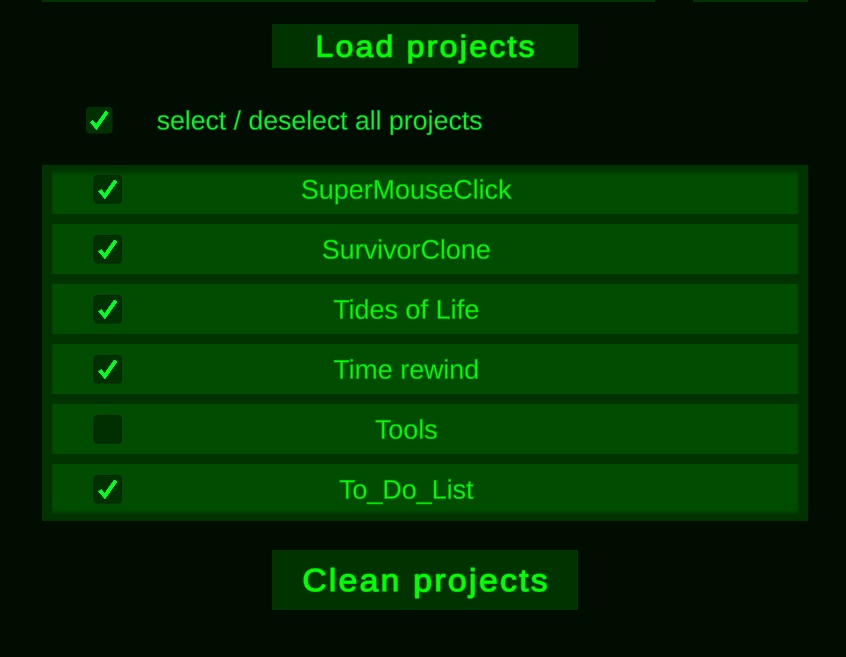 Load projects
select / deselect all projects
SuperMouseClick
SurvivorClone
Tides of Life
Time rewind
Tools
To_Do_List
Clean projects